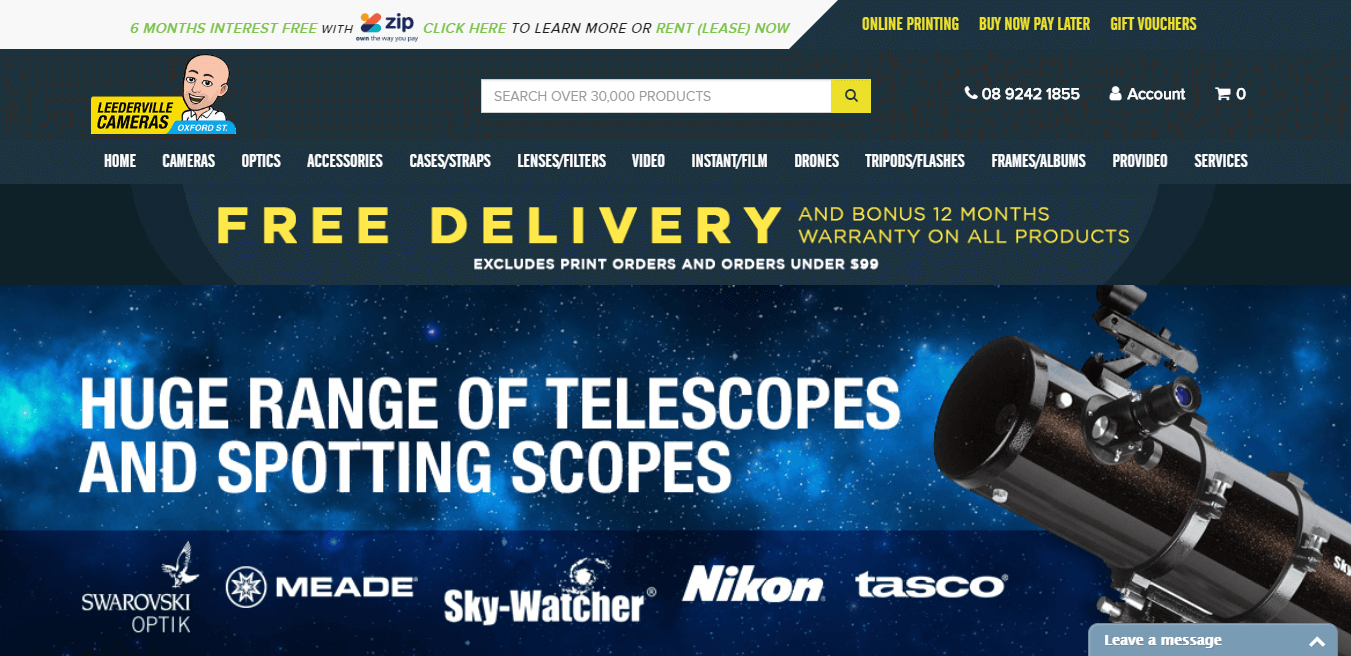 6 MONTHS INTEREST FREE WITH zip own the way you pay CLICK HERE TO LEARN MORE OR RENT (LEASE) NOW
ONLINE PRINTING BUY NOW PAY LATER GIFT VOUCHERS
LEEDERVILLE
CAMERAS
OXFORD ST.
SEARCH OVER 30,000 PRODUCTS
08 9242 1855 Account 0
HOME CAMERAS OPTICS ACCESSORIES CASES/STRAPS LENSES/FILTERS VIDEO INSTANT/FILM DRONES TRIPODS/FLASHES FRAMES/ALBUMS PROVIDEO SERVICES
FREE DELIVERY AND BONUS 12 MONTHS
WARRANTY ON ALL PRODUCTS
EXCLUDES PRINT ORDERS AND ORDERS UNDER $99
HUGE RANGE OF TELESCOPES
AND SPOTTING SCOPES
SWAROVSKI
OPTIK
MEADE®
Sky-Watcher®
Nikon®
tasco®
Sky
Leave a message